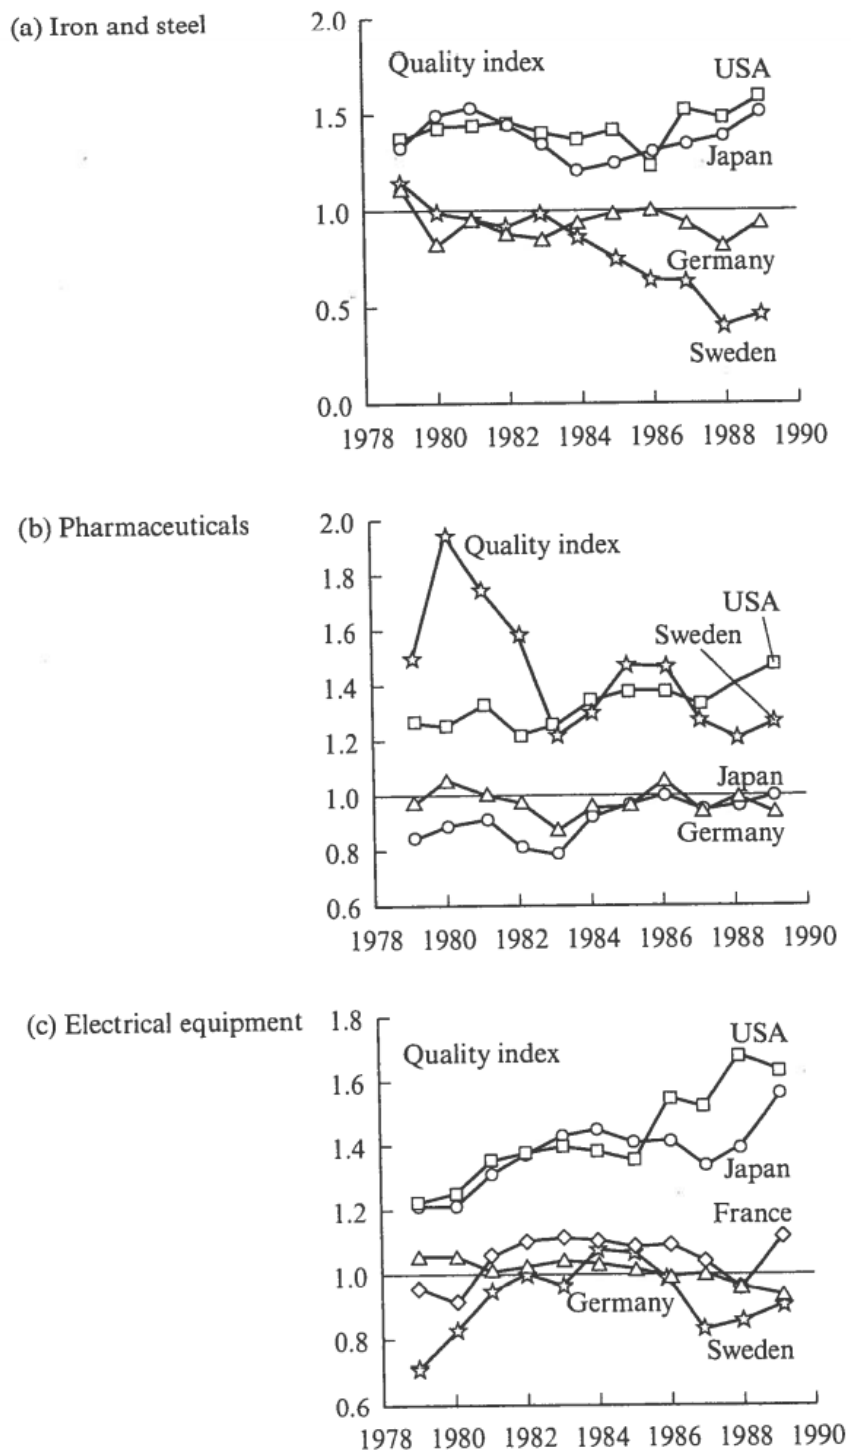 (a) Iron and steel
2.0
Quality index
USA
1.5
Japan
1.0
Germany
0.5
Sweden
0.0
1978 1980 1982 1984 1986 1988 1990
(b) Pharmaceuticals
2.0
Quality index
1.8
USA
Sweden
1.6
1.4
1.2
Japan
1.0
Germany
0.8
0.6
1978 1980 1982 1984 1986 1988 1990
(c) Electrical equipment
1.8
USA
Quality index
1.6
1.4
Japan
France
1.2
1.0
Germany
0.8
Sweden
0.6
1978 1980 1982 1984 1986 1988 1990